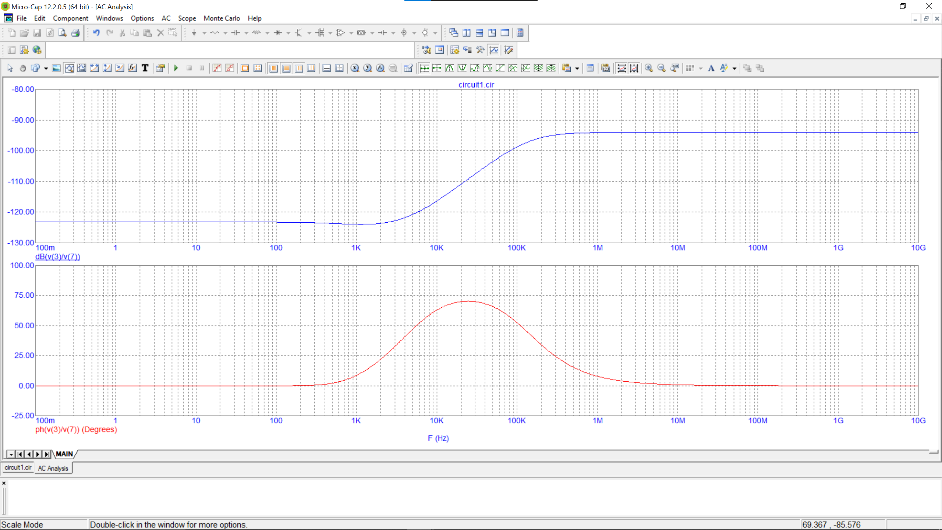 Micro-Cap 12.2.0.5 (64 bit) - [AC Analysis]
File Edit Component Windows Options AC Scope Monte Carlo Help
circuit1.cir
-80.00
-90.00
-100.00
-110.00
-120.00
-130.00
100m 1 10 100 1K 10K 100K 1M 10M 100M 1G 10G
dB(v(3)/v(7))
100.00
75.00
50.00
25.00
0.00
-25.00
100m 1 10 100 1K 10K 100K 1M 10M 100M 1G 10G
ph(v(3)/v(7)) (Degrees)
F (Hz)
MAIN
circuit1.cir AC Analysis
Scale Mode Double-click in the window for more options. 69.367 , -85.576